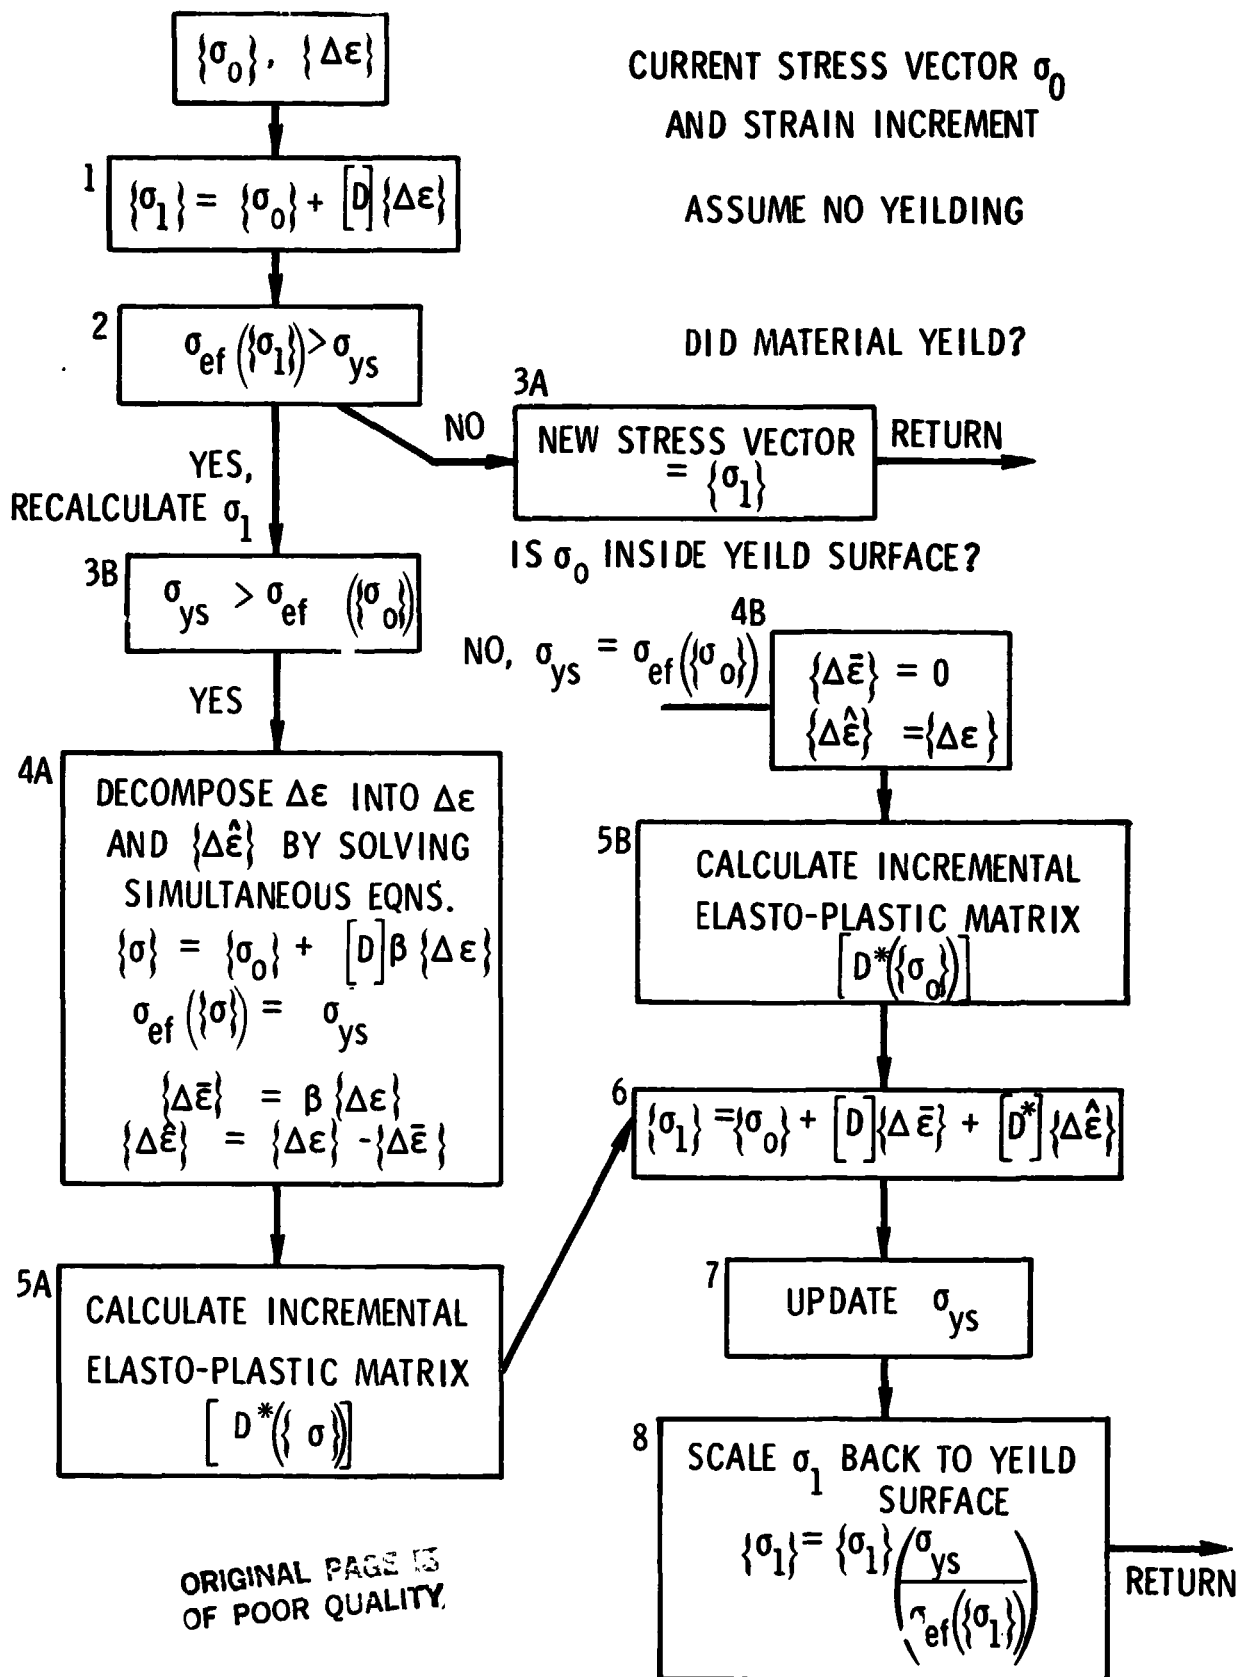 {σ0}, {Δε}
CURRENT STRESS VECTOR σ0
AND STRAIN INCREMENT
1
{σ1} = {σ0} + [D]{Δε}
ASSUME NO YEILDING
2
σef({σ1}) > σys
DID MATERIAL YEILD?
NO
3A
NEW STRESS VECTOR
= {σ1}
RETURN
YES,
RECALCULATE σ1
IS σ0 INSIDE YEILD SURFACE?
3B
σys > σef ({σ0})
YES
NO, σys = σef({σ0})
4B
{Δε̄} = 0
{Δε̂} = {Δε}
4A
DECOMPOSE Δε INTO Δε
AND {Δε̂} BY SOLVING
SIMULTANEOUS EQNS.
{σ} = {σ0} + [D]β{Δε}
σef({σ}) = σys
{Δε̄} = β{Δε}
{Δε̂} = {Δε} - {Δε̄}
5B
CALCULATE INCREMENTAL
ELASTO-PLASTIC MATRIX
[D*({σ0})]
5A
CALCULATE INCREMENTAL
ELASTO-PLASTIC MATRIX
[D*({σ})]
6
{σ1} = {σ0} + [D]{Δε̄} + [D*]{Δε̂}
7
UPDATE σys
8
SCALE σ1 BACK TO YEILD
SURFACE
{σ1} = {σ1}(σys / σef({σ1}))
RETURN
ORIGINAL PAGE IS
OF POOR QUALITY